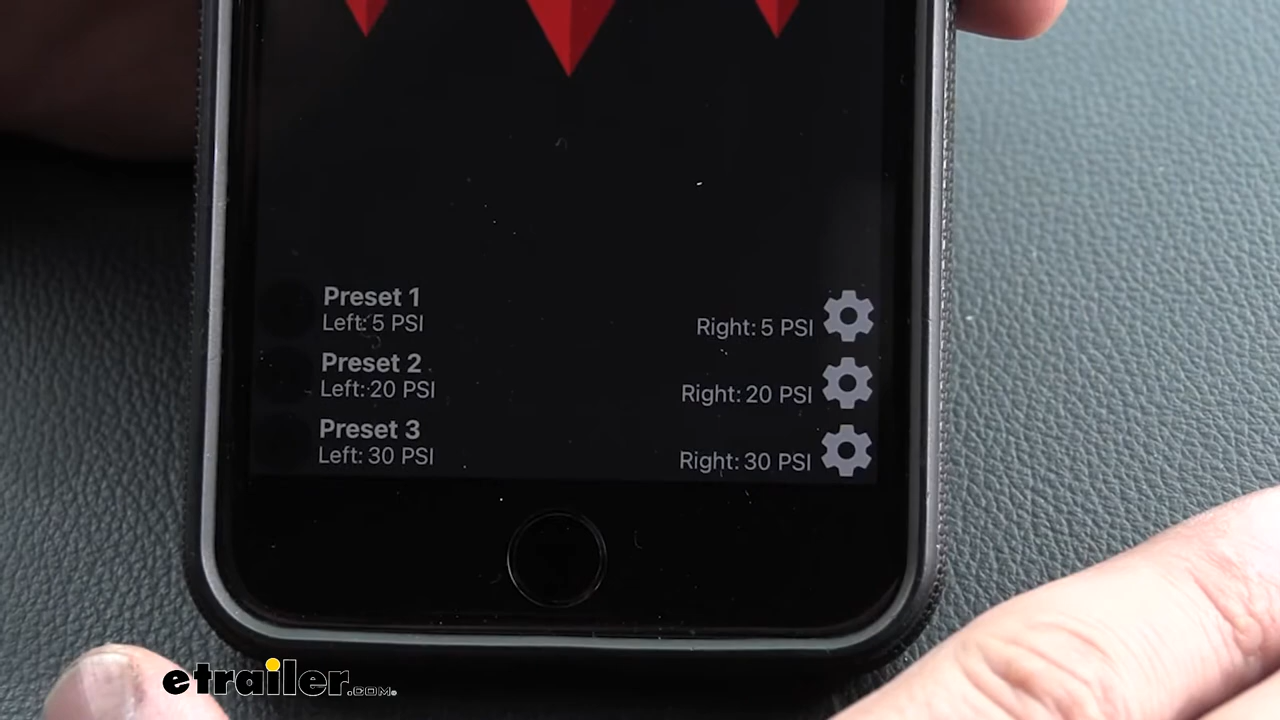 Preset 1
Left: 5 PSI
Right: 5 PSI
Preset 2
Left: 20 PSI
Right: 20 PSI
Preset 3
Left: 30 PSI
Right: 30 PSI
etrailer.COM